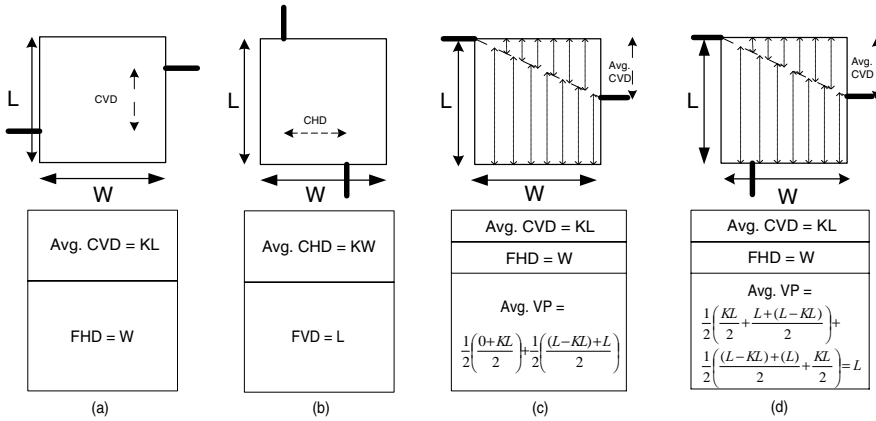 L
CVD
W
Avg. CVD = KL
FHD = W
(a)
L
CHD
W
Avg. CHD = KW
FVD = L
(b)
L
Avg.
CVD
W
Avg. CVD = KL
FHD = W
Avg. VP =
1/2((0+KL)/2)+1/2(((L−KL)+L)/2)
(c)
L
Avg.
CVD
W
Avg. CVD = KL
FHD = W
Avg. VP =
1/2(KL/2+(L+(L−KL))/2)+
1/2(((L−KL)+(L))/2+KL/2)=L
(d)